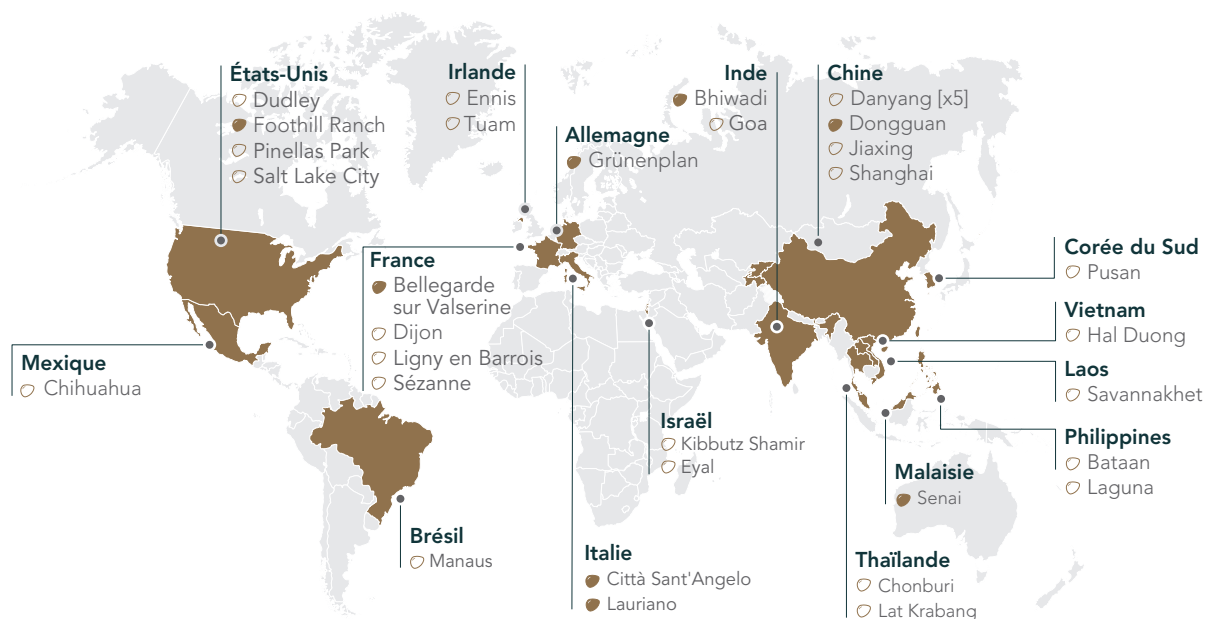 États-Unis
Dudley
Foothill Ranch
Pinellas Park
Salt Lake City
Irlande
Ennis
Tuam
Allemagne
Grünenplan
Inde
Bhiwadi
Goa
Chine
Danyang [x5]
Dongguan
Jiaxing
Shanghai
Corée du Sud
Pusan
Vietnam
Hal Duong
Laos
Savannakhet
Philippines
Bataan
Laguna
France
Bellegarde
sur Valserine
Dijon
Ligny en Barrois
Sézanne
Mexique
Chihuahua
Israël
Kibbutz Shamir
Eyal
Malaisie
Senai
Brésil
Manaus
Italie
Città Sant'Angelo
Lauriano
Thaïlande
Chonburi
Lat Krabang